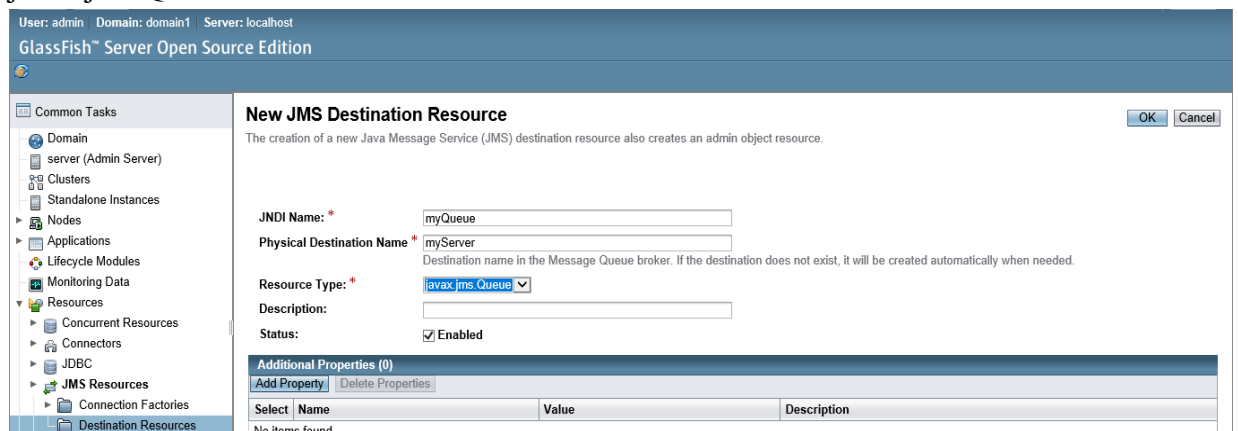 User: admin Domain: domain1 Server: localhost
GlassFish™ Server Open Source Edition
Common Tasks
Domain
server (Admin Server)
Clusters
Standalone Instances
Nodes
Applications
Lifecycle Modules
Monitoring Data
Resources
Concurrent Resources
Connectors
JDBC
JMS Resources
Connection Factories
Destination Resources
New JMS Destination Resource
OK Cancel
The creation of a new Java Message Service (JMS) destination resource also creates an admin object resource.
JNDI Name: * myQueue
Physical Destination Name * myServer
Destination name in the Message Queue broker. If the destination does not exist, it will be created automatically when needed.
Resource Type: * javax.jms.Queue
Description:
Status: Enabled
Additional Properties (0)
Add Property Delete Properties
Select Name Value Description
No items found